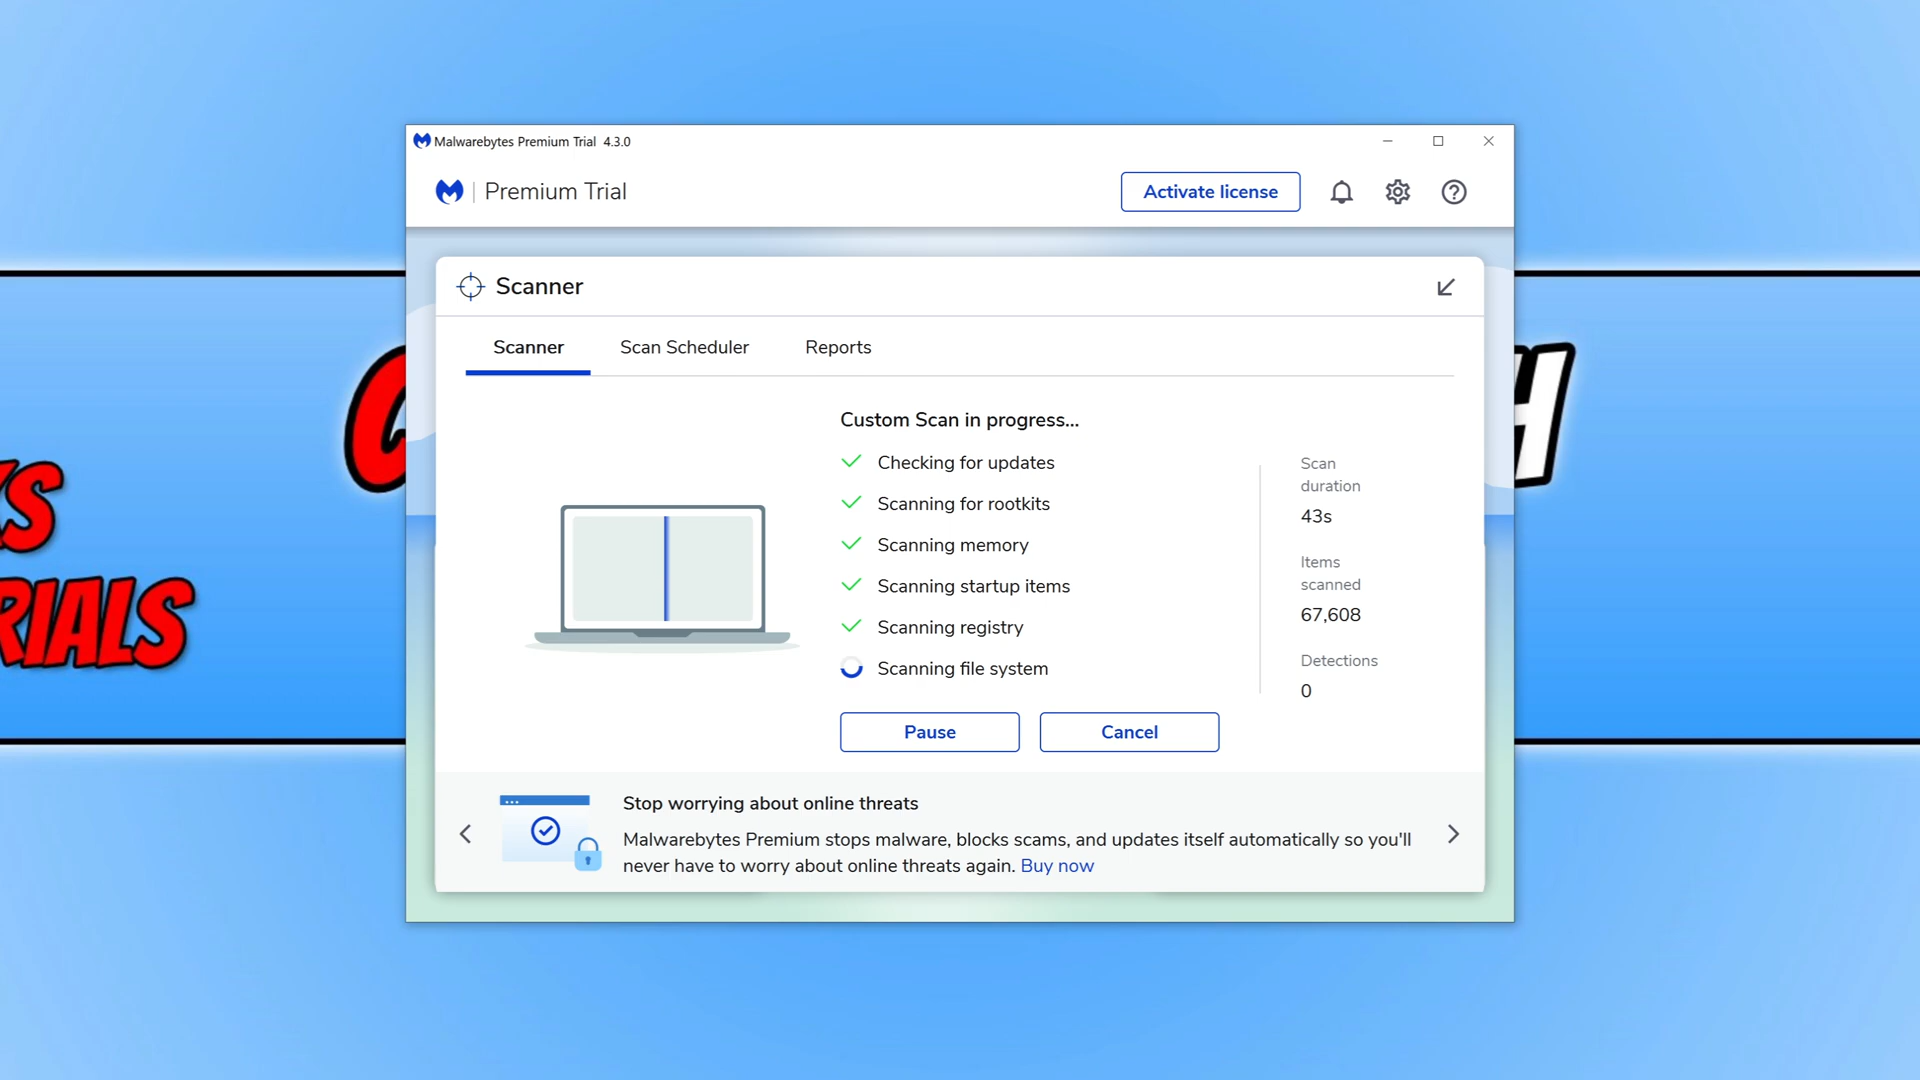 Malwarebytes Premium Trial 4.3.0
Premium Trial
Activate license
Scanner
Scanner
Scan Scheduler
Reports
Custom Scan in progress...
Checking for updates
Scanning for rootkits
Scanning memory
Scanning startup items
Scanning registry
Scanning file system
Scan
duration
43s
Items
scanned
67,608
Detections
0
Pause
Cancel
Stop worrying about online threats
Malwarebytes Premium stops malware, blocks scams, and updates itself automatically so you'll
never have to worry about online threats again. Buy now
RIALS